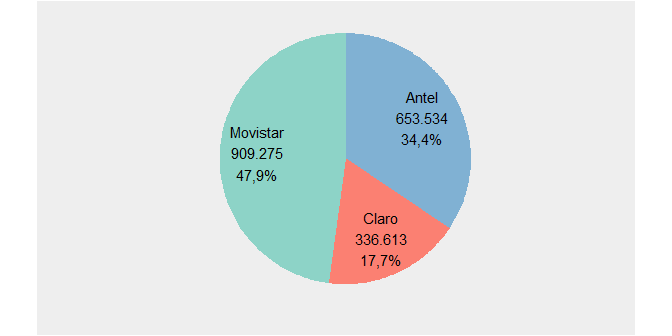 Antel
653.534
34,4%
Movistar
909.275
47,9%
Claro
336.613
17,7%